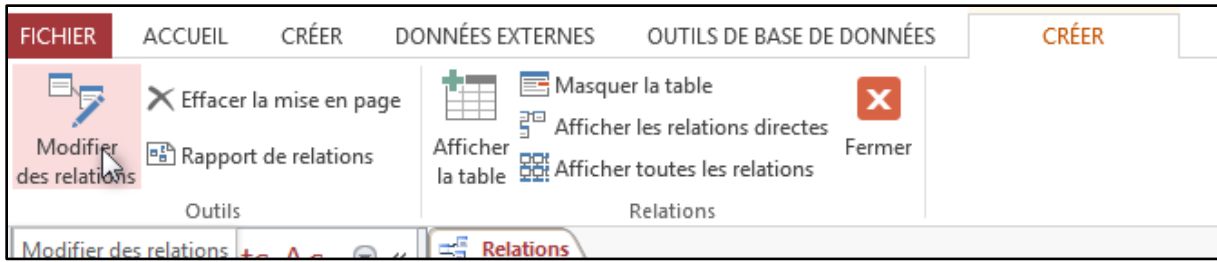 FICHIER ACCUEIL CRÉER DONNÉES EXTERNES OUTILS DE BASE DE DONNÉES CRÉER
Modifier
des relations
Effacer la mise en page
Rapport de relations
Outils
Afficher
la table
Masquer la table
Afficher les relations directes
Afficher toutes les relations
Fermer
Relations
Modifier des relations
Relations